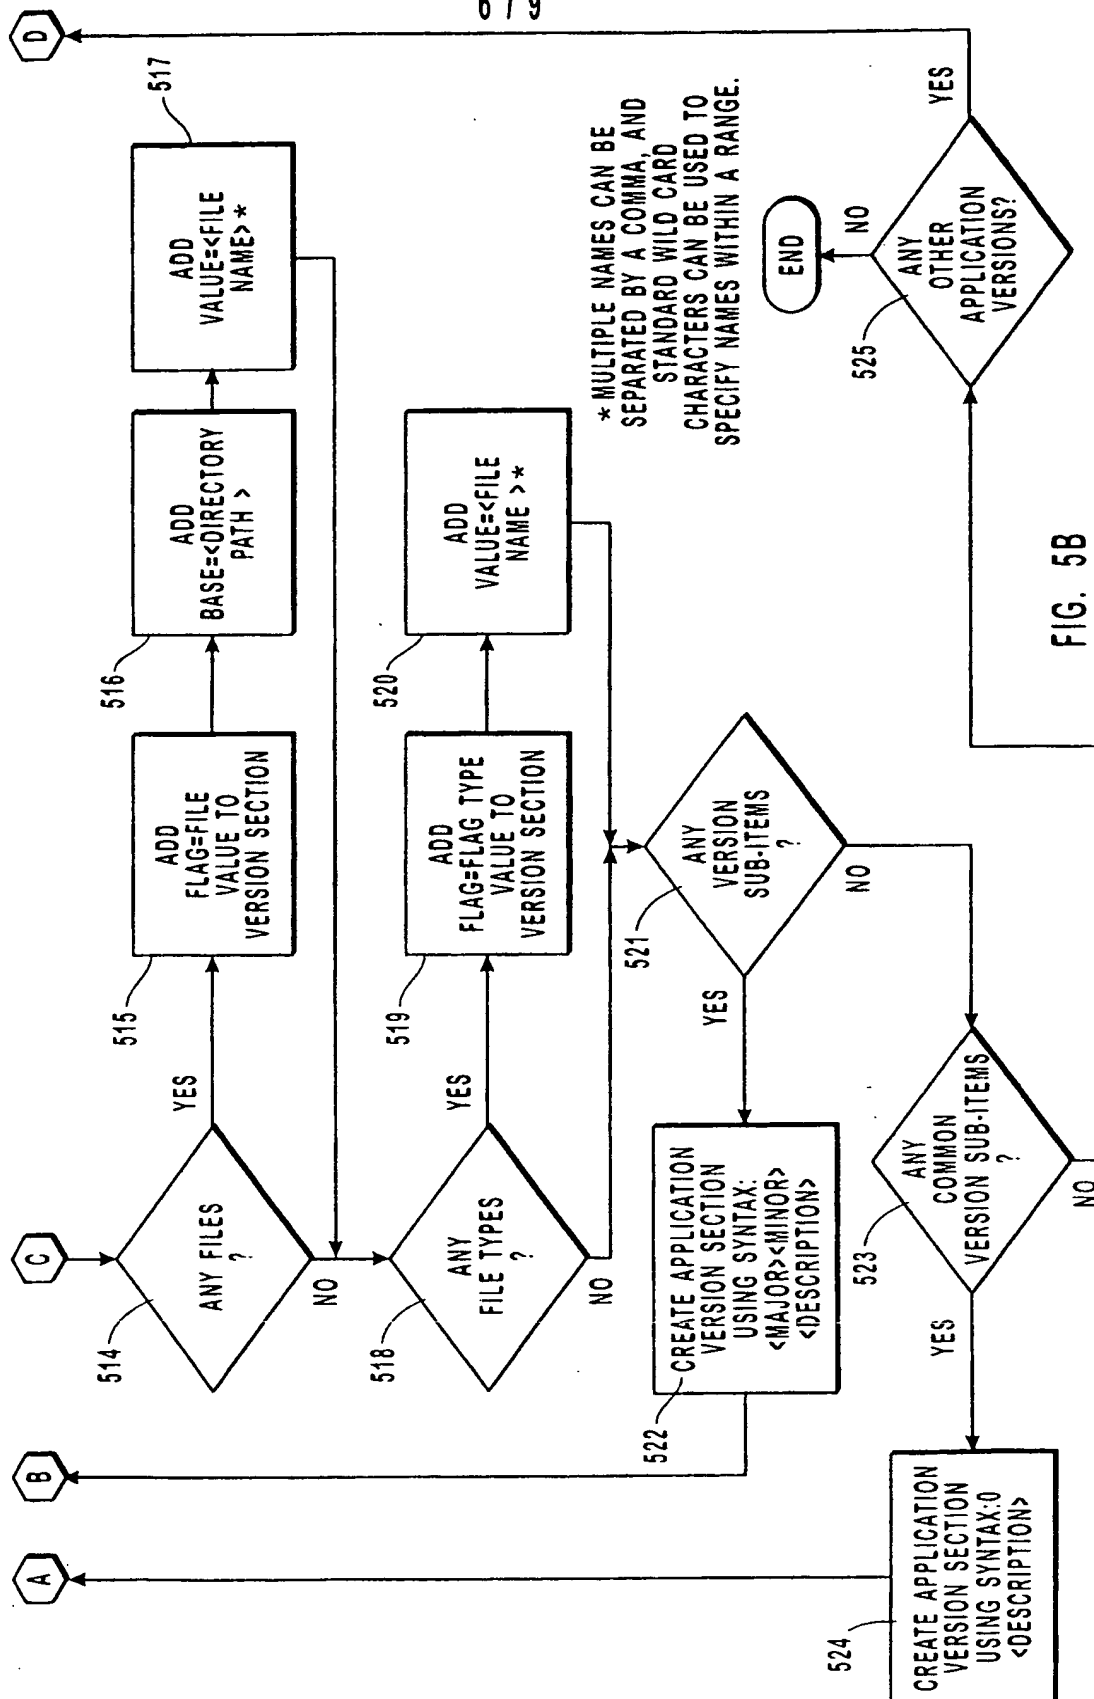 6 / 9
A
B
C
D
514
ANY FILES
?
YES
NO
515
ADD
FLAG=FILE
VALUE TO
VERSION SECTION
516
ADD
BASE=<DIRECTORY
PATH >
517
ADD
VALUE=<FILE
NAME>*
518
ANY
FILE TYPES
?
YES
NO
519
ADD
FLAG=FLAG TYPE
VALUE TO
VERSION SECTION
520
ADD
VALUE=<FILE
NAME >*
* MULTIPLE NAMES CAN BE
SEPARATED BY A COMMA, AND
STANDARD WILD CARD
CHARACTERS CAN BE USED TO
SPECIFY NAMES WITHIN A RANGE.
521
ANY
VERSION
SUB-ITEMS
?
YES
NO
522
CREATE APPLICATION
VERSION SECTION
USING SYNTAX:
<MAJOR><MINOR>
<DESCRIPTION>
523
ANY
COMMON
VERSION SUB-ITEMS
?
YES
NO
524
CREATE APPLICATION
VERSION SECTION
USING SYNTAX:0
<DESCRIPTION>
525
ANY
OTHER
APPLICATION
VERSIONS?
YES
NO
END
FIG. 5B